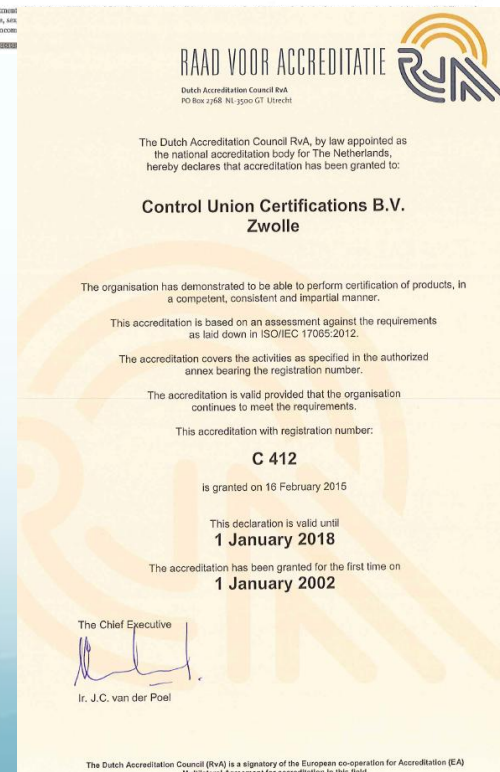 RAAD VOOR ACCREDITATIE
RvA
Dutch Accreditation Council RvA
PO Box 2768 NL-3500 GT Utrecht
The Dutch Accreditation Council RvA, by law appointed as
the national accreditation body for The Netherlands,
hereby declares that accreditation has been granted to:
Control Union Certifications B.V.
Zwolle
The organisation has demonstrated to be able to perform certification of products, in
a competent, consistent and impartial manner.
This accreditation is based on an assessment against the requirements
as laid down in ISO/IEC 17065:2012.
The accreditation covers the activities as specified in the authorized
annex bearing the registration number.
The accreditation is valid provided that the organisation
continues to meet the requirements.
This accreditation with registration number:
C 412
is granted on 16 February 2015
This declaration is valid until
1 January 2018
The accreditation has been granted for the first time on
1 January 2002
The Chief Executive
Ir. J.C. van der Poel
The Dutch Accreditation Council (RvA) is a signatory of the European co-operation for Accreditation (EA)
Multilateral Agreement for accreditation in this field.